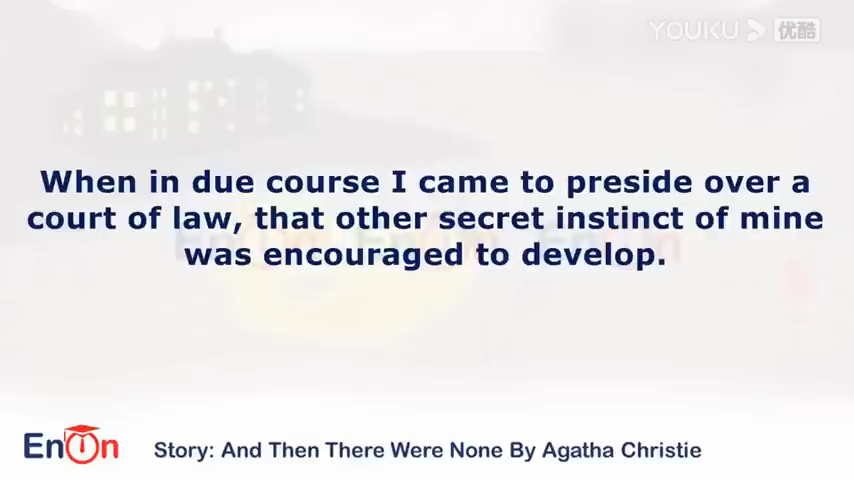 YOUKU 优酷
When in due course I came to preside over a
court of law, that other secret instinct of mine
was encouraged to develop.
EnOn
Story: And Then There Were None By Agatha Christie